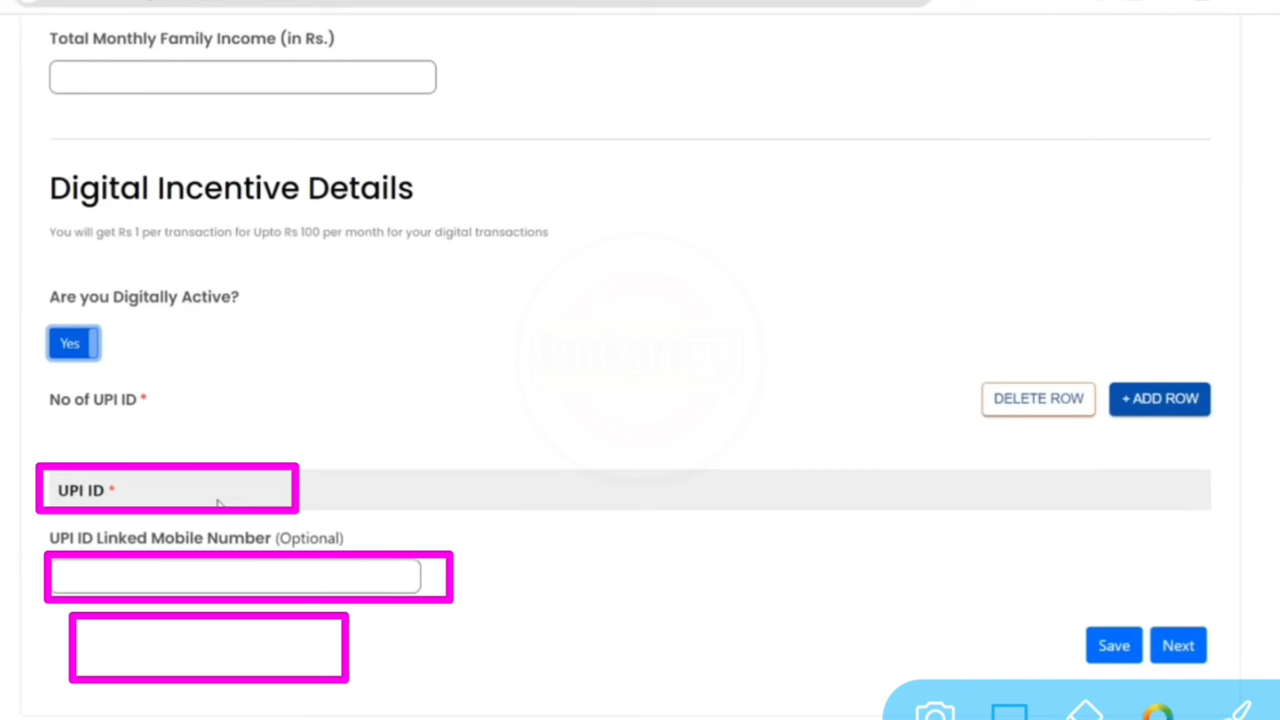 Total Monthly Family Income (in Rs.)
Digital Incentive Details
You will get Rs 1 per transaction for Upto Rs 100 per month for your digital transactions
Are you Digitally Active?
Yes
No of UPI ID *
DELETE ROW
+ ADD ROW
UPI ID *
UPI ID Linked Mobile Number (Optional)
Save
Next